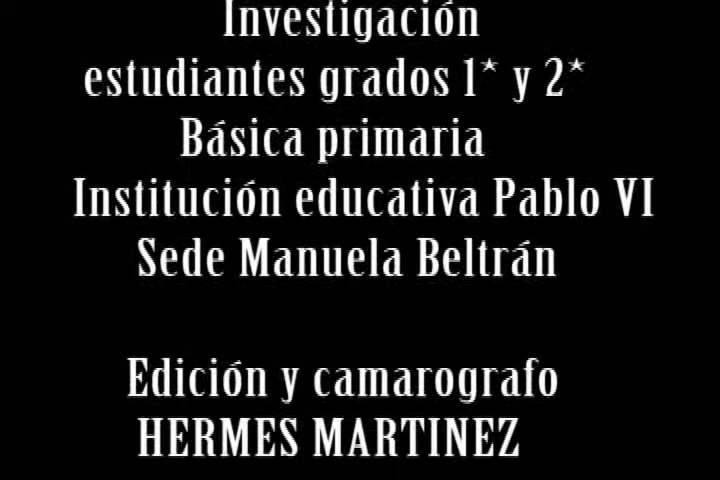 Investigación
estudiantes grados 1* y 2*
Básica primaria
Institución educativa Pablo VI
Sede Manuela Beltrán
Edición y camarografo
HERMES MARTINEZ